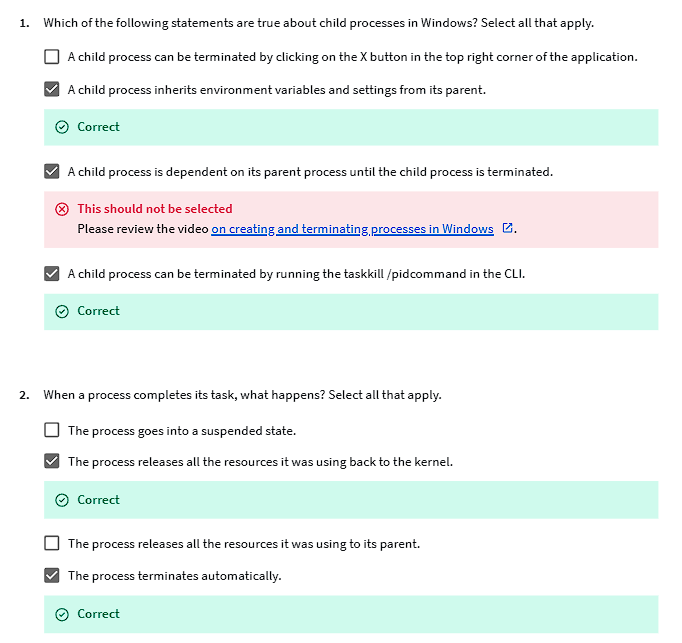 1. Which of the following statements are true about child processes in Windows? Select all that apply.
A child process can be terminated by clicking on the X button in the top right corner of the application.
A child process inherits environment variables and settings from its parent.
Correct
A child process is dependent on its parent process until the child process is terminated.
This should not be selected
Please review the video on creating and terminating processes in Windows.
A child process can be terminated by running the taskkill /pidcommand in the CLI.
Correct
2. When a process completes its task, what happens? Select all that apply.
The process goes into a suspended state.
The process releases all the resources it was using back to the kernel.
Correct
The process releases all the resources it was using to its parent.
The process terminates automatically.
Correct